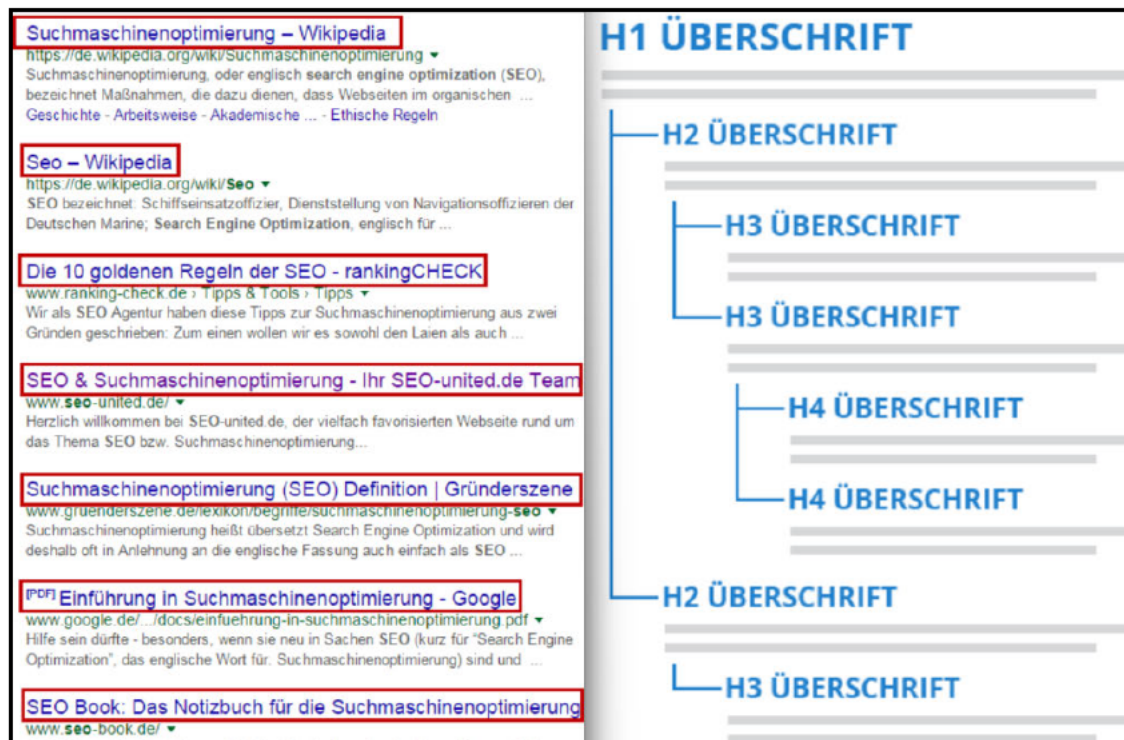 Suchmaschinenoptimierung – Wikipedia
https://de.wikipedia.org/wiki/Suchmaschinenoptimierung
Suchmaschinenoptimierung, oder englisch search engine optimization (SEO),
bezeichnet Maßnahmen, die dazu dienen, dass Webseiten im organischen ...
Geschichte - Arbeitsweise - Akademische ... - Ethische Regeln
Seo – Wikipedia
https://de.wikipedia.org/wiki/Seo
SEO bezeichnet: Schiffseinsatzoffizier, Dienststellung von Navigationsoffizieren der
Deutschen Marine; Search Engine Optimization, englisch für ...
Die 10 goldenen Regeln der SEO - rankingCHECK
www.ranking-check.de › Tipps & Tools › Tipps
Wir als SEO Agentur haben diese Tipps zur Suchmaschinenoptimierung aus zwei
Gründen geschrieben: Zum einen wollen wir es sowohl den Laien als auch ...
SEO & Suchmaschinenoptimierung - Ihr SEO-united.de Team
www.seo-united.de/
Herzlich willkommen bei SEO-united.de, der vielfach favorisierten Webseite rund um
das Thema SEO bzw. Suchmaschinenoptimierung...
Suchmaschinenoptimierung (SEO) Definition | Gründerszene
www.gruenderszene.de/lexikon/begriffe/suchmaschinenoptimierung-seo
Suchmaschinenoptimierung heißt übersetzt Search Engine Optimization und wird
deshalb oft in Anlehnung an die englische Fassung auch einfach als SEO ...
[PDF] Einführung in Suchmaschinenoptimierung - Google
www.google.de/.../docs/einfuehrung-in-suchmaschinenoptimierung.pdf
Hilfe sein dürfte - besonders, wenn sie neu in Sachen SEO (kurz für “Search Engine
Optimization”, das englische Wort für. Suchmaschinenoptimierung) sind und ...
SEO Book: Das Notizbuch für die Suchmaschinenoptimierung
www.seo-book.de/
H1 ÜBERSCHRIFT
H2 ÜBERSCHRIFT
H3 ÜBERSCHRIFT
H3 ÜBERSCHRIFT
H4 ÜBERSCHRIFT
H4 ÜBERSCHRIFT
H2 ÜBERSCHRIFT
H3 ÜBERSCHRIFT